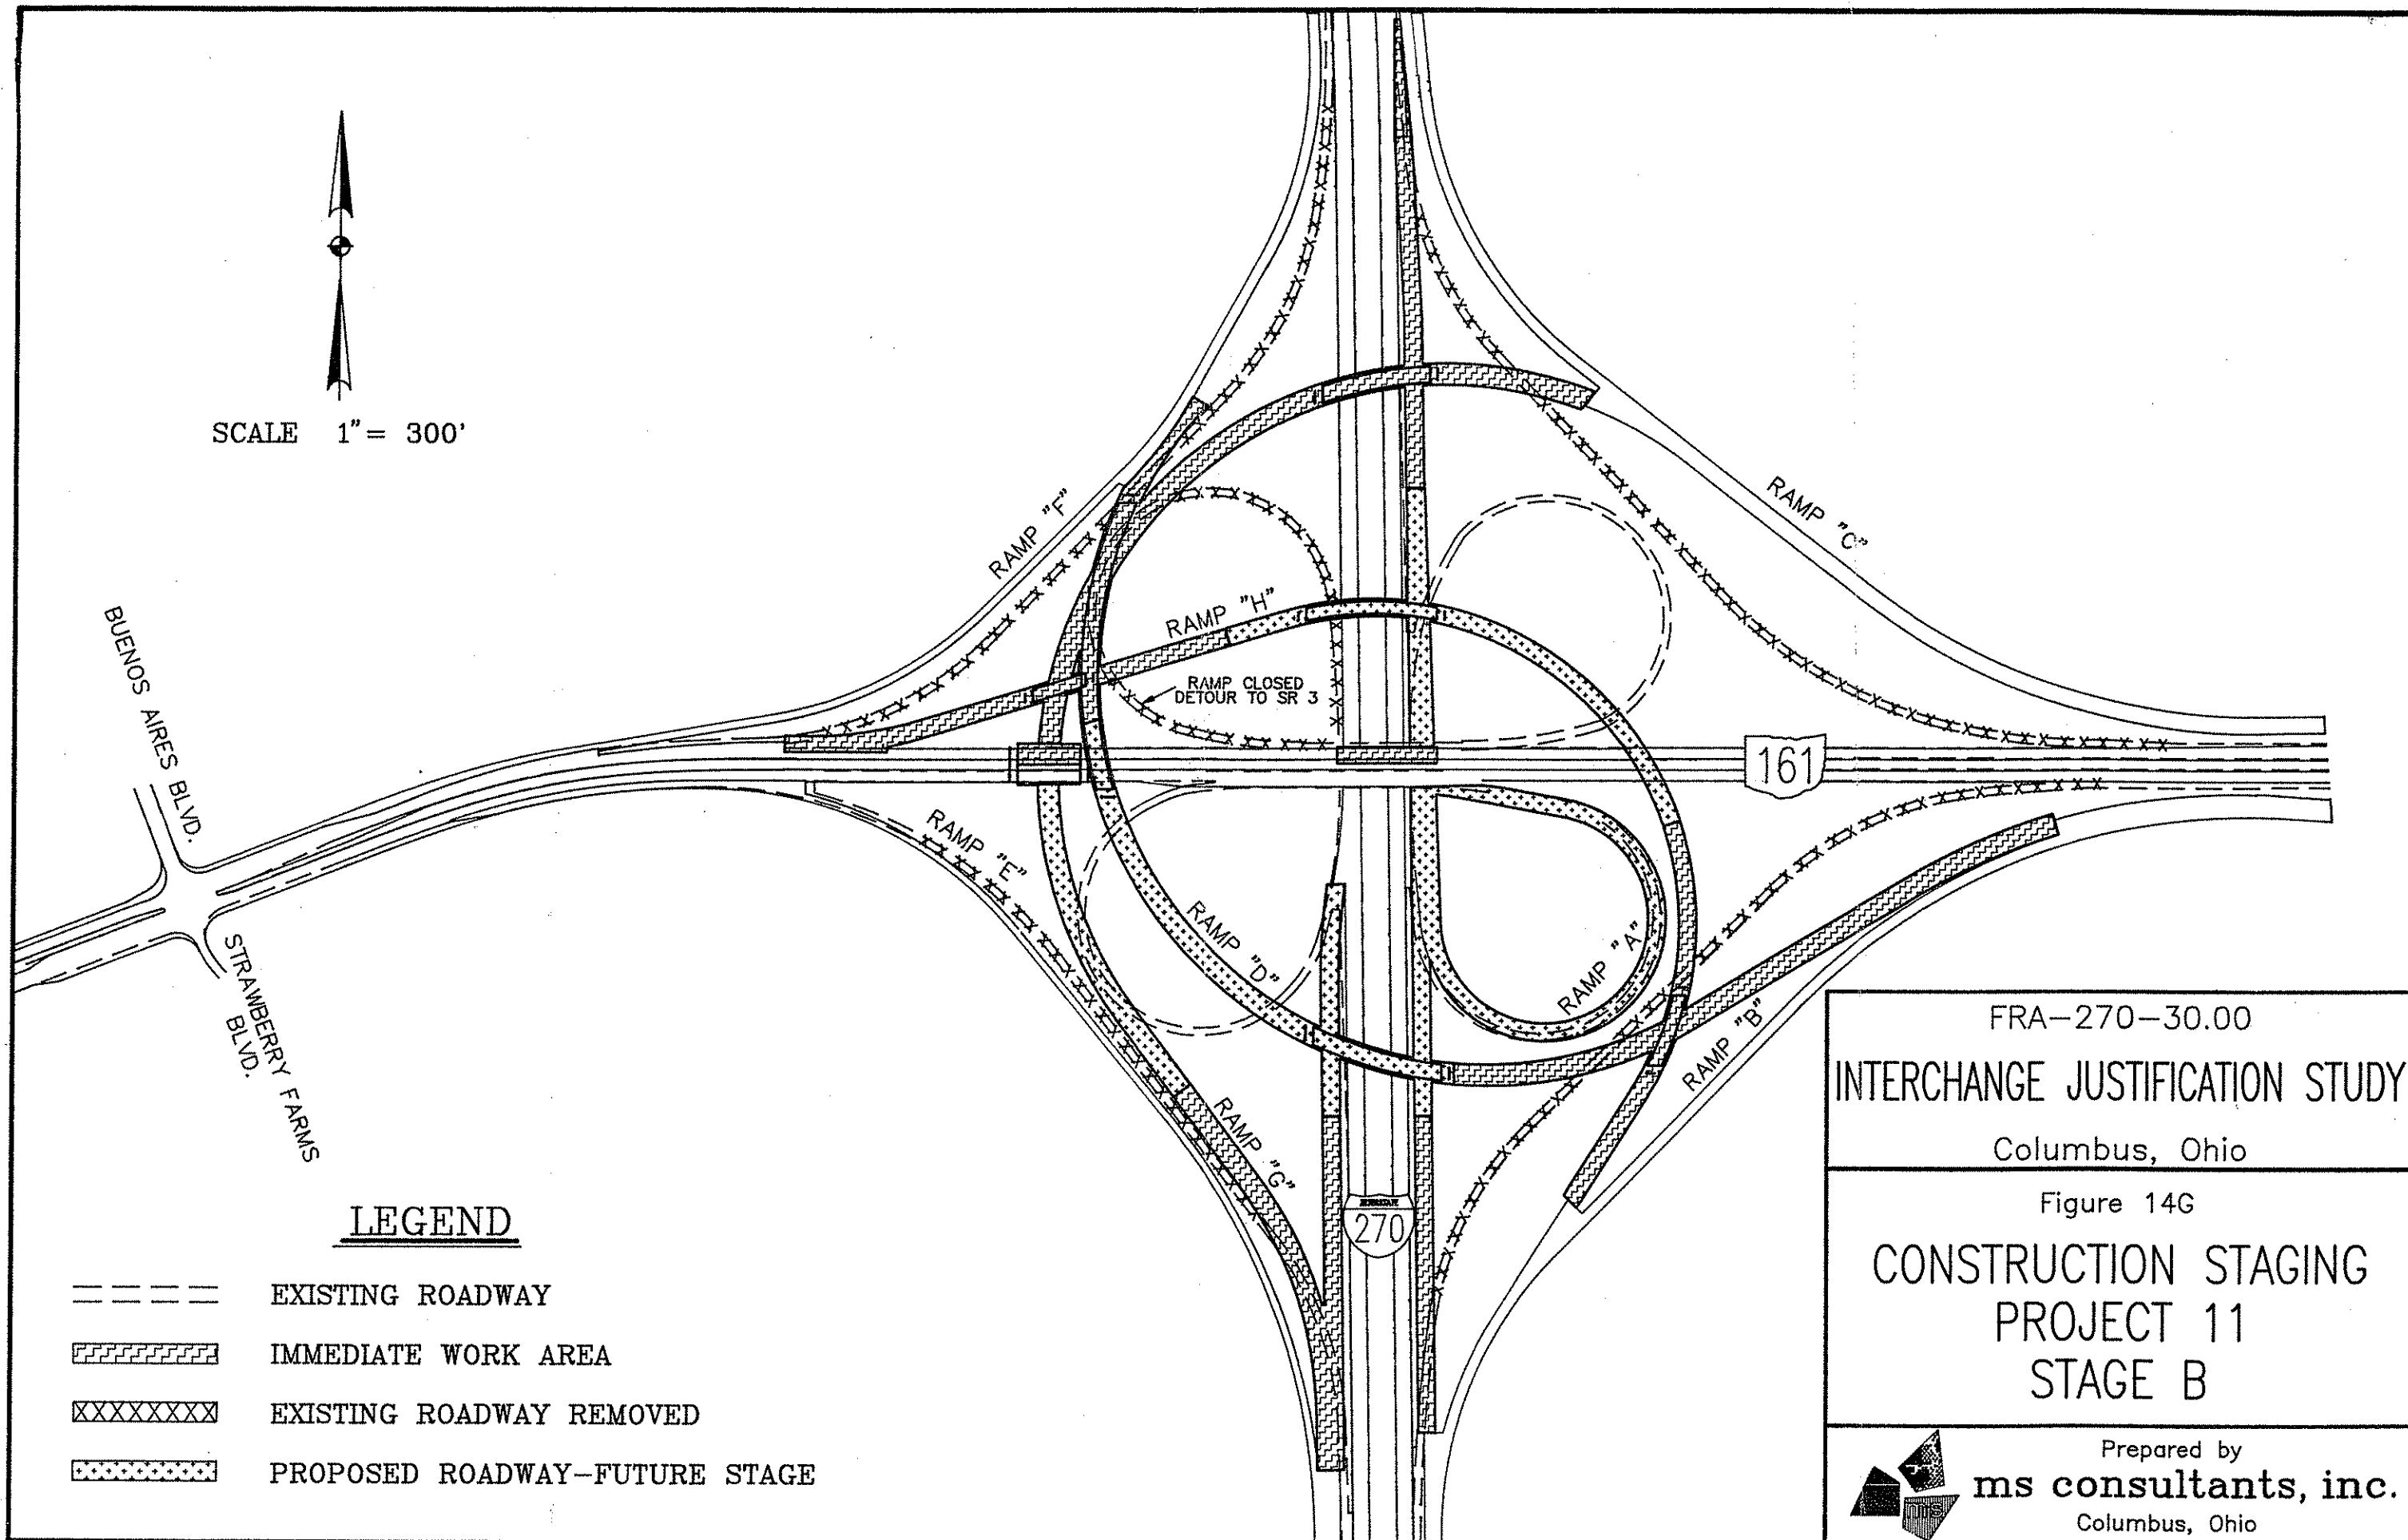 SCALE 1"= 300'
BUENOS AIRES BLVD.
STRAWBERRY FARMS
BLVD.
RAMP "F"
RAMP "C"
RAMP "H"
RAMP CLOSED
DETOUR TO SR 3
161
RAMP "E"
RAMP "D"
RAMP "A"
RAMP "B"
RAMP "G"
INTERSTATE
270
LEGEND
EXISTING ROADWAY
IMMEDIATE WORK AREA
EXISTING ROADWAY REMOVED
PROPOSED ROADWAY-FUTURE STAGE
FRA-270-30.00
INTERCHANGE JUSTIFICATION STUDY
Columbus, Ohio
Figure 14G
CONSTRUCTION STAGING
PROJECT 11
STAGE B
Prepared by
ms consultants, inc.
Columbus, Ohio
ms